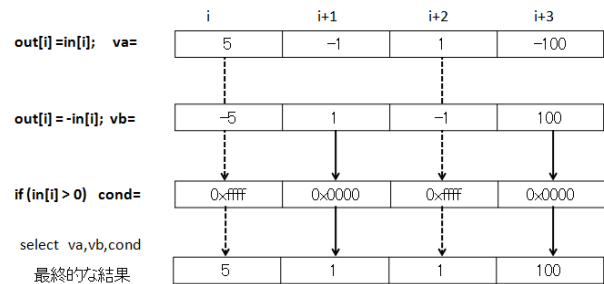 i i+1 i+2 i+3
out[i] =in[i]; va= 5 −1 1 −100
out[i] = -in[i]; vb= −5 1 −1 100
if (in[i] > 0) cond= 0xffff 0x0000 0xffff 0x0000
select va,vb,cond
最終的な結果 5 1 1 100